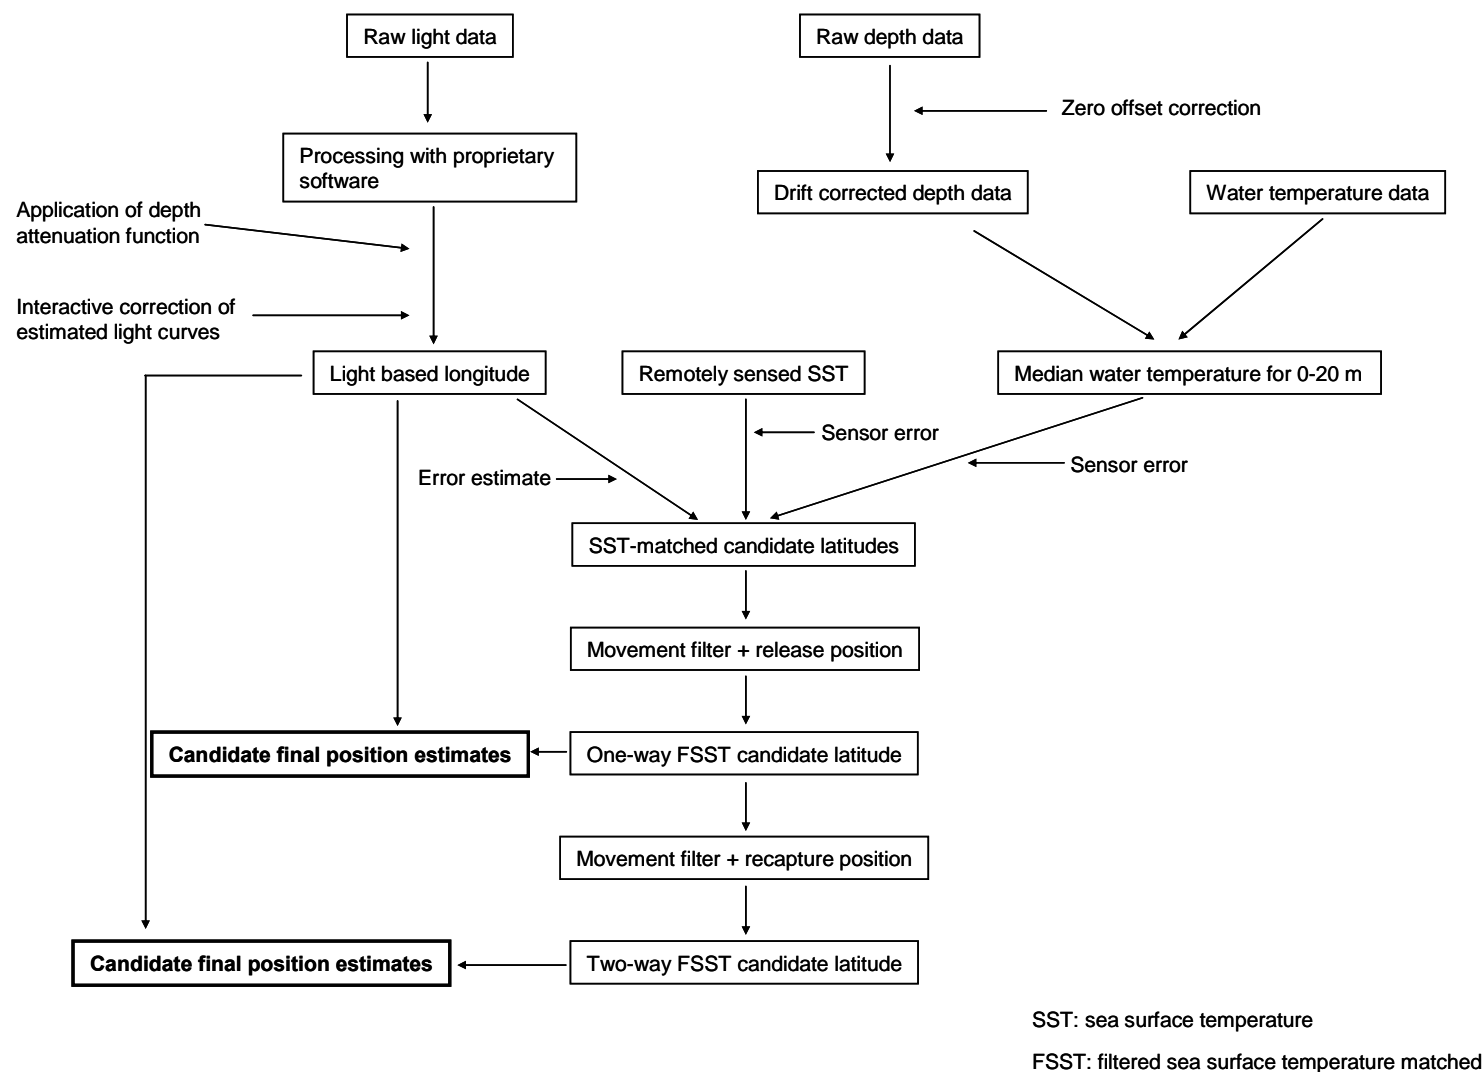 Raw light data
Raw depth data
Zero offset correction
Processing with proprietary
software
Drift corrected depth data
Water temperature data
Application of depth
attenuation function
Interactive correction of
estimated light curves
Light based longitude
Remotely sensed SST
Median water temperature for 0-20 m
Sensor error
Sensor error
Error estimate
SST-matched candidate latitudes
Movement filter + release position
Candidate final position estimates
One-way FSST candidate latitude
Movement filter + recapture position
Candidate final position estimates
Two-way FSST candidate latitude
SST: sea surface temperature
FSST: filtered sea surface temperature matched